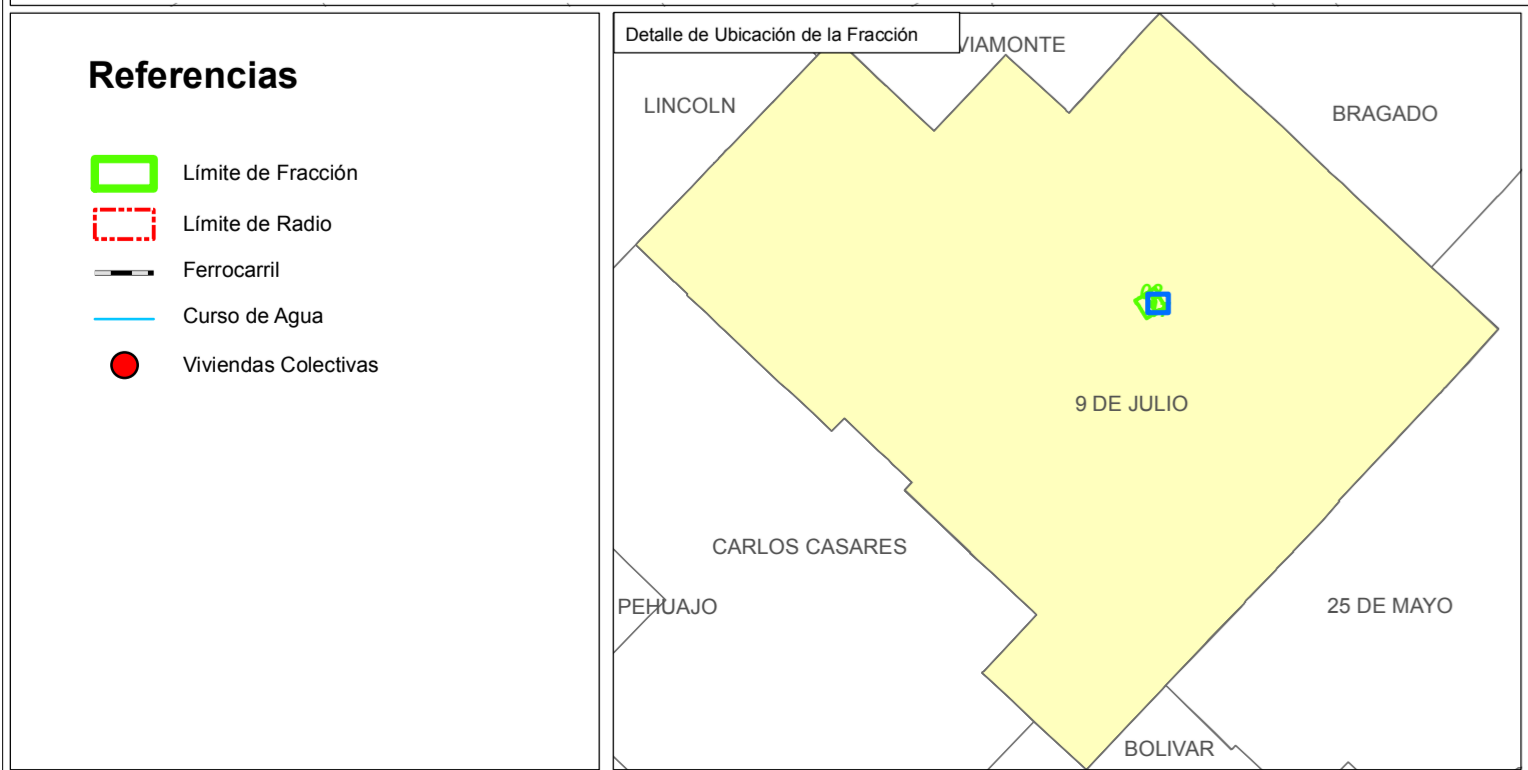 Referencias
Límite de Fracción
Límite de Radio
Ferrocarril
Curso de Agua
Viviendas Colectivas
Detalle de Ubicación de la Fracción
VIAMONTE
LINCOLN
BRAGADO
9 DE JULIO
CARLOS CASARES
PEHUAJO
25 DE MAYO
BOLIVAR